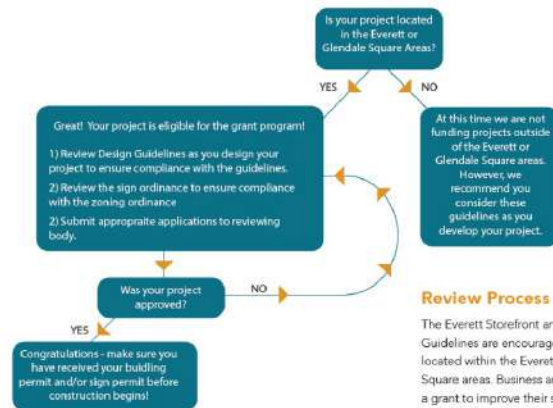 Is your project located
in the Everett or
Glendale Square Areas?
YES
NO
Great! Your project is eligible for the grant program!
1) Review Design Guidelines as you design your
project to ensure compliance with the guidelines.
2) Review the sign ordinance to ensure compliance
with the zoning ordinance
2) Submit appropraite applications to reviewing
body.
At this time we are not
funding projects outside
of the Everett or
Glendale Square areas.
However, we
recommend you
consider these
guidelines as you
develop your project.
Was your project
approved?
NO
YES
Congratulations - make sure you
have received your buidling
permit and/or sign permit before
construction begins!
Review Process
The Everett Storefront an
Guidelines are encourag
located within the Everet
Square areas. Business a
a grant to improve their s